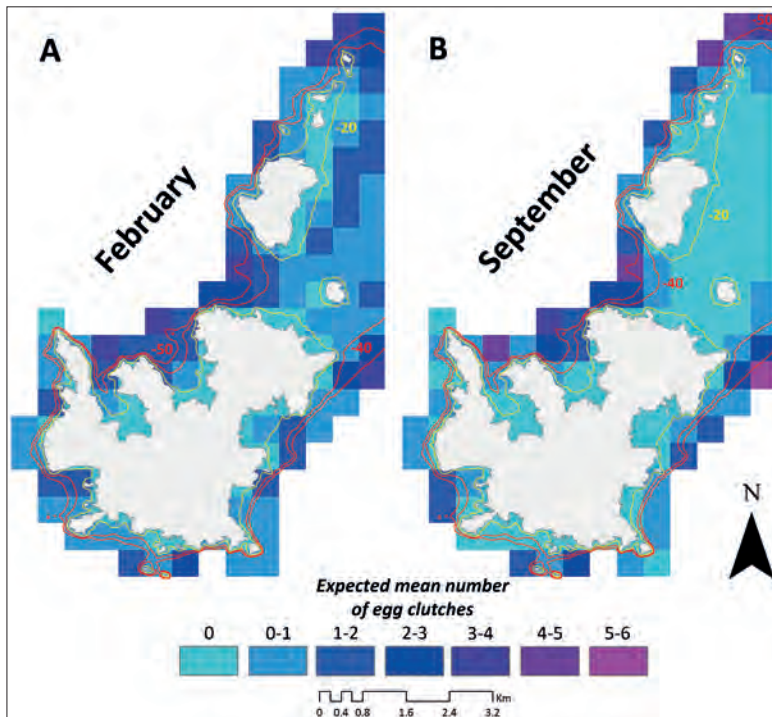 A
February
-20
-50
-40
B
September
-50
-20
-40
N
Expected mean number
of egg clutches
0 0-1 1-2 2-3 3-4 4-5 5-6
Km
0 0.4 0.8 1.6 2.4 3.2